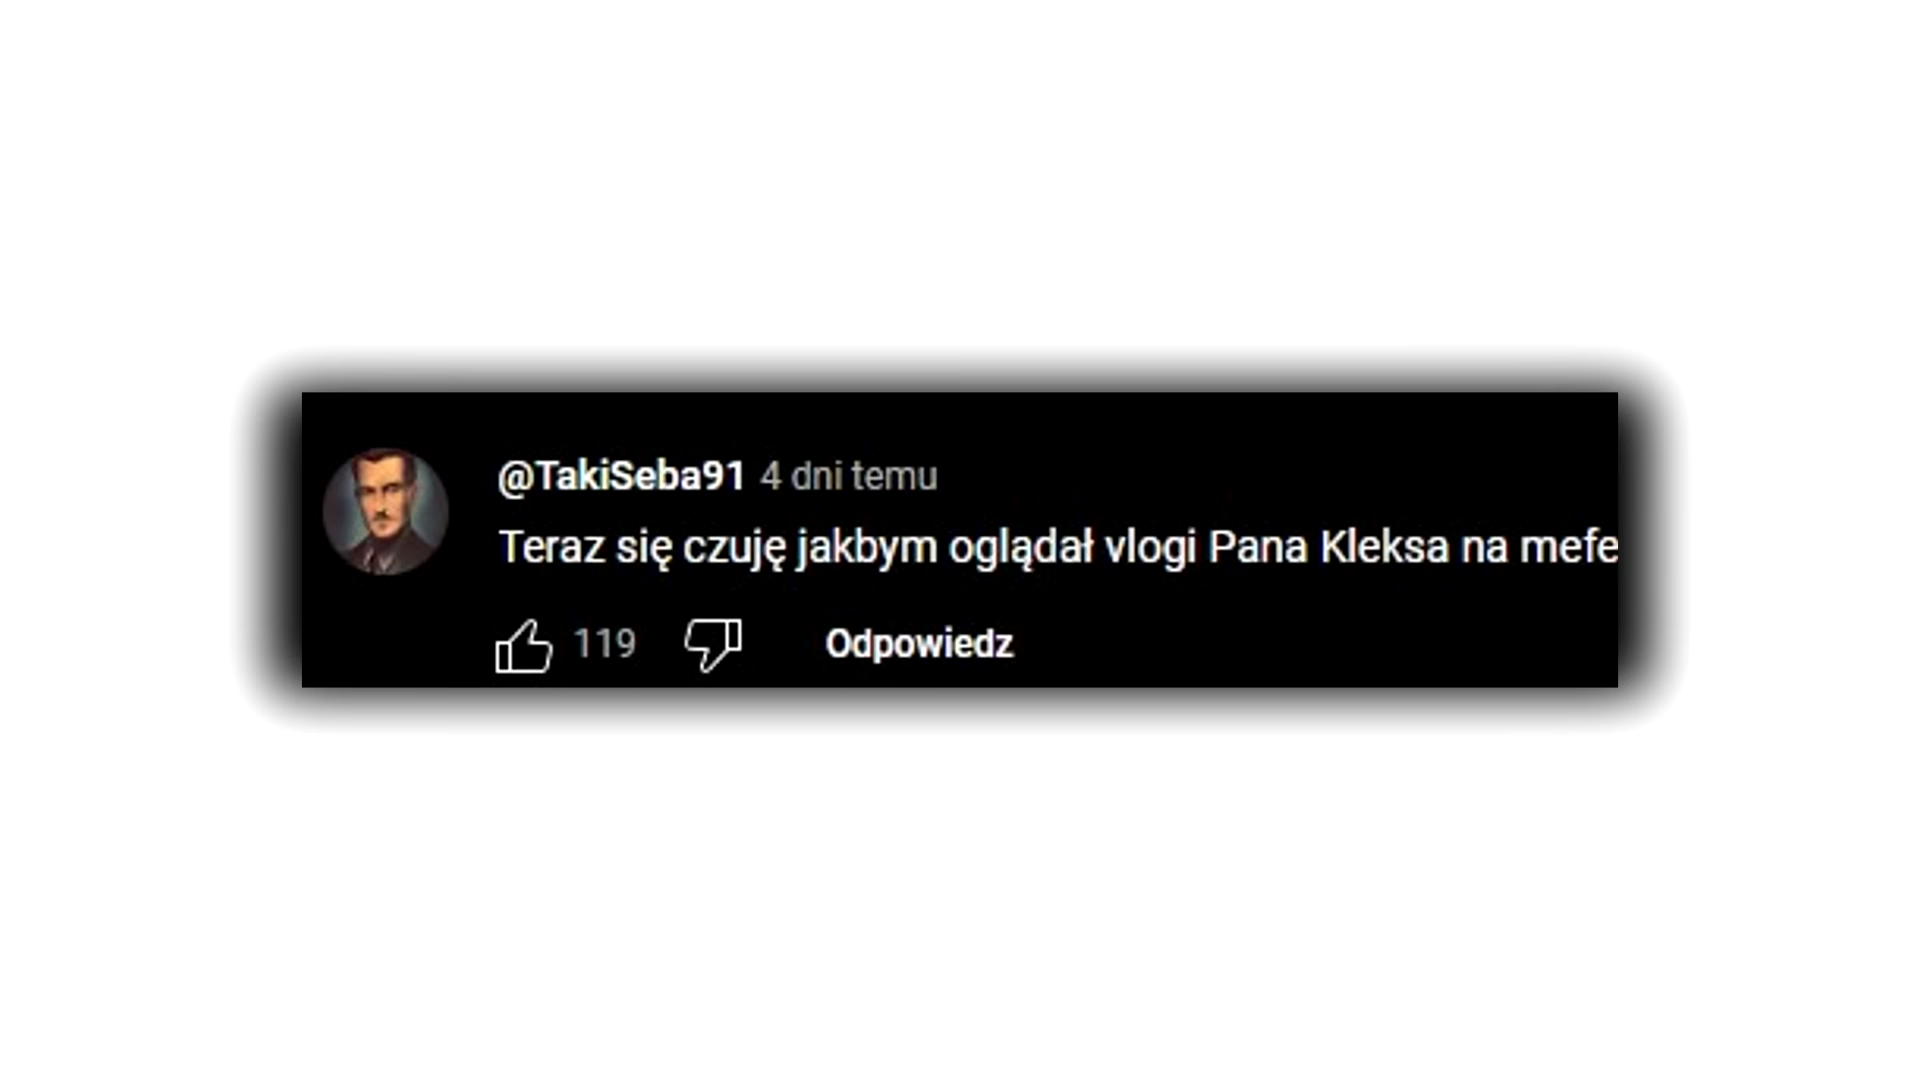 @TakiSeba91 4 dni temu
Teraz się czuję jakbym oglądał vlogi Pana Kleksa na mefe
119 Odpowiedz